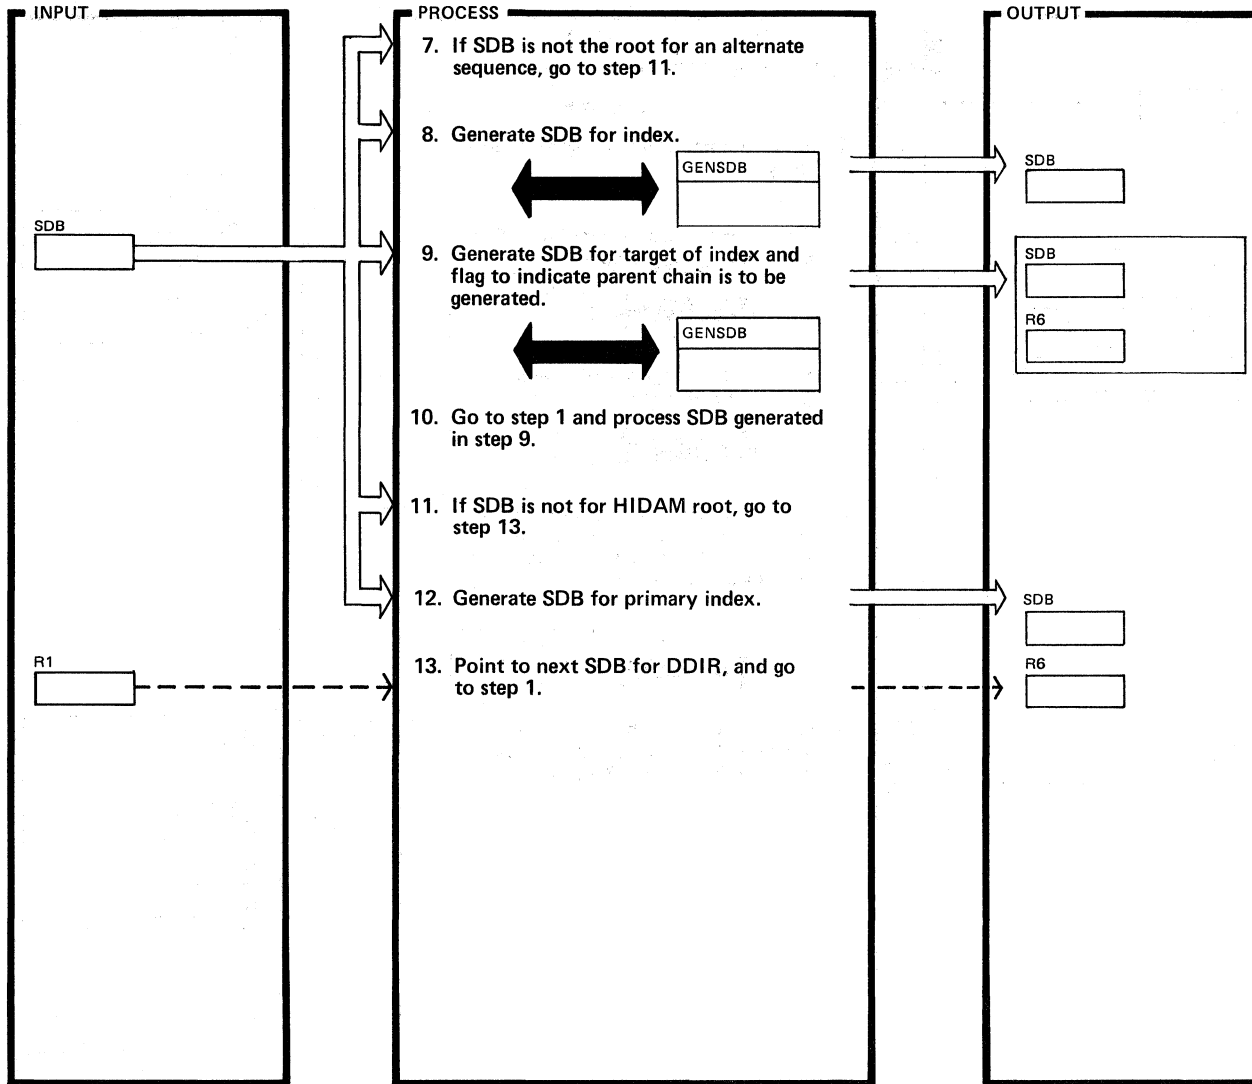 INPUT
SDB
R1
PROCESS
7. If SDB is not the root for an alternate
sequence, go to step 11.
8. Generate SDB for index.
GENSDB
9. Generate SDB for target of index and
flag to indicate parent chain is to be
generated.
GENSDB
10. Go to step 1 and process SDB generated
in step 9.
11. If SDB is not for HIDAM root, go to
step 13.
12. Generate SDB for primary index.
13. Point to next SDB for DDIR, and go
to step 1.
OUTPUT
SDB
SDB
R6
SDB
R6